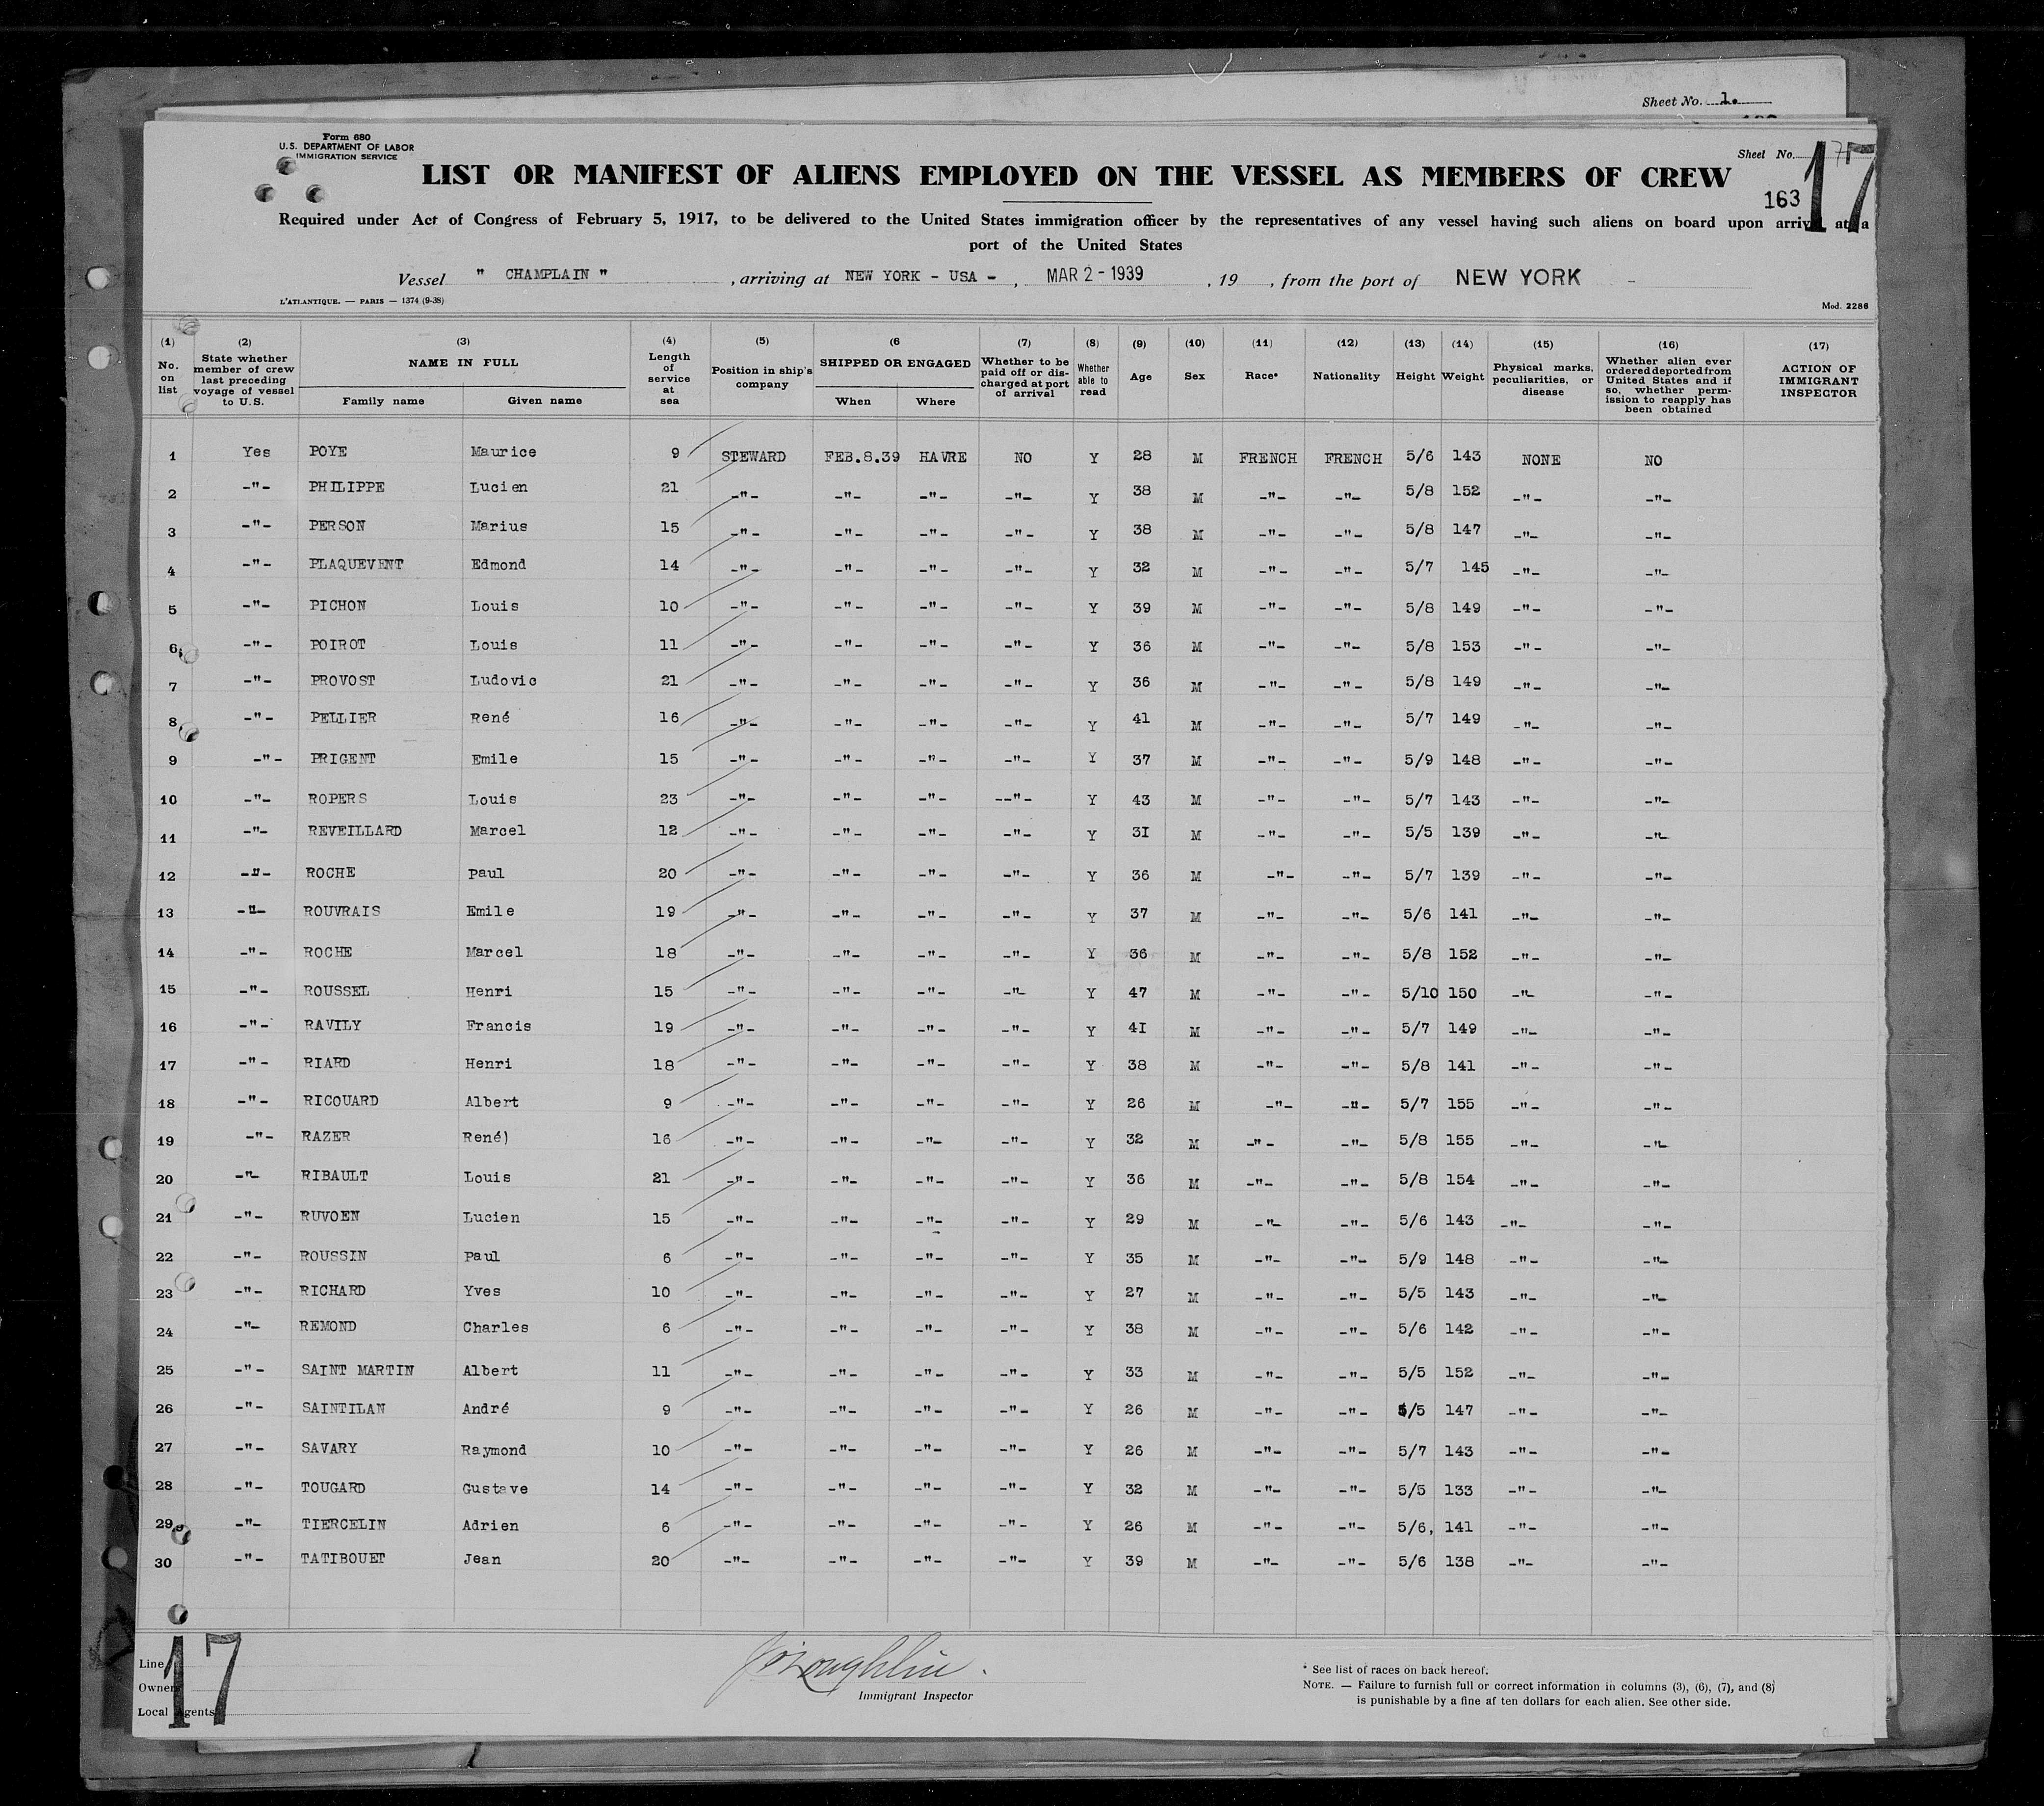 Sheet No. 1.
Form 680
U.S. DEPARTMENT OF LABOR
IMMIGRATION SERVICE
Sheet No. 17
LIST OR MANIFEST OF ALIENS EMPLOYED ON THE VESSEL AS MEMBERS OF CREW
163
Required under Act of Congress of February 5, 1917, to be delivered to the United States immigration officer by the representatives of any vessel having such aliens on board upon arrival at a
port of the United States
Vessel " CHAMPLAIN " , arriving at NEW YORK - USA - , MAR 2 - 1939 , 19 , from the port of NEW YORK -
L'ATLANTIQUE. — PARIS — 1374 (9-38) Mod. 2286
(1) No. on list (2) State whether member of crew last preceding voyage of vessel to U.S. (3) NAME IN FULL Family name Given name (4) Length of service at sea (5) Position in ship's company (6 SHIPPED OR ENGAGED When Where (7) Whether to be paid off or discharged at port of arrival (8) Whether able to read (9) Age (10) Sex (11) Race* (12) Nationality (13) Height (14) Weight (15) Physical marks, peculiarities, or disease (16) Whether alien ever ordered deported from United States and if so, whether permission to reapply has been obtained (17) ACTION OF IMMIGRANT INSPECTOR
1 Yes POYE Maurice 9 STEWARD FEB.8.39 HAVRE NO Y 28 M FRENCH FRENCH 5/6 143 NONE NO
2 -"- PHILIPPE Lucien 21 -"- -"- -"- -"- Y 38 M -"- -"- 5/8 152 -"- -"-
3 -"- PERSON Marius 15 -"- -"- -"- -"- Y 38 M -"- -"- 5/8 147 -"- -"-
4 -"- PLAQUEVENT Edmond 14 -"- -"- -"- -"- Y 32 M -"- -"- 5/7 145 -"- -"-
5 -"- PICHON Louis 10 -"- -"- -"- -"- Y 39 M -"- -"- 5/8 149 -"- -"-
6 -"- POIROT Louis 11 -"- -"- -"- -"- Y 36 M -"- -"- 5/8 153 -"- -"-
7 -"- PROVOST Ludovic 21 -"- -"- -"- -"- Y 36 M -"- -"- 5/8 149 -"- -"-
8 -"- PELLIER René 16 -"- -"- -"- -"- Y 41 M -"- -"- 5/7 149 -"- -"-
9 -"- PRIGENT Emile 15 -"- -"- -"- -"- Y 37 M -"- -"- 5/9 148 -"- -"-
10 -"- ROPERS Louis 23 -"- -"- -"- --"- Y 43 M -"- -"- 5/7 143 -"- -"-
11 -"- REVEILLARD Marcel 12 -"- -"- -"- -"- Y 31 M -"- -"- 5/5 139 -"- -"-
12 -"- ROCHE Paul 20 -"- -"- -"- -"- Y 36 M -"- -"- 5/7 139 -"- -"-
13 -"- ROUVRAIS Emile 19 -"- -"- -"- -"- Y 37 M -"- -"- 5/6 141 -"- -"-
14 -"- ROCHE Marcel 18 -"- -"- -"- -"- Y 36 M -"- -"- 5/8 152 -"- -"-
15 -"- ROUSSEL Henri 15 -"- -"- -"- -"- Y 47 M -"- -"- 5/10 150 -"- -"-
16 -"- RAVILY Francis 19 -"- -"- -"- -"- Y 41 M -"- -"- 5/7 149 -"- -"-
17 -"- RIARD Henri 18 -"- -"- -"- -"- Y 38 M -"- -"- 5/8 141 -"- -"-
18 -"- RICOUARD Albert 9 -"- -"- -"- -"- Y 26 M -"- -"- 5/7 155 -"- -"-
19 -"- RAZER René) 16 -"- -"- -"- -"- Y 32 M -"- -"- 5/8 155 -"- -"-
20 -"- RIBAULT Louis 21 -"- -"- -"- -"- Y 36 M -"- -"- 5/8 154 -"- -"-
21 -"- RUVOEN Lucien 15 -"- -"- -"- -"- Y 29 M -"- -"- 5/6 143 -"- -"-
22 -"- ROUSSIN Paul 6 -"- -"- -"- -"- Y 35 M -"- -"- 5/9 148 -"- -"-
23 -"- RICHARD Yves 10 -"- -"- -"- -"- Y 27 M -"- -"- 5/5 143 -"- -"-
24 -"- REMOND Charles 6 -"- -"- -"- -"- Y 38 M -"- -"- 5/6 142 -"- -"-
25 -"- SAINT MARTIN Albert 11 -"- -"- -"- -"- Y 33 M -"- -"- 5/5 152 -"- -"-
26 -"- SAINTILAN André 9 -"- -"- -"- -"- Y 26 M -"- -"- 5/5 147 -"- -"-
27 -"- SAVARY Raymond 10 -"- -"- -"- -"- Y 26 M -"- -"- 5/7 143 -"- -"-
28 -"- TOUGARD Gustave 14 -"- -"- -"- -"- Y 32 M -"- -"- 5/5 133 -"- -"-
29 -"- TIERCELIN Adrien 6 -"- -"- -"- -"- Y 26 M -"- -"- 5/6, 141 -"- -"-
30 -"- TATIBOUET Jean 20 -"- -"- -"- -"- Y 39 M -"- -"- 5/6 138 -"- -"-
17
Line
Owner
Local Agents
Immigrant Inspector
* See list of races on back hereof.
NOTE. — Failure to furnish full or correct information in columns (3), (6), (7), and (8)
is punishable by a fine af ten dollars for each alien. See other side.